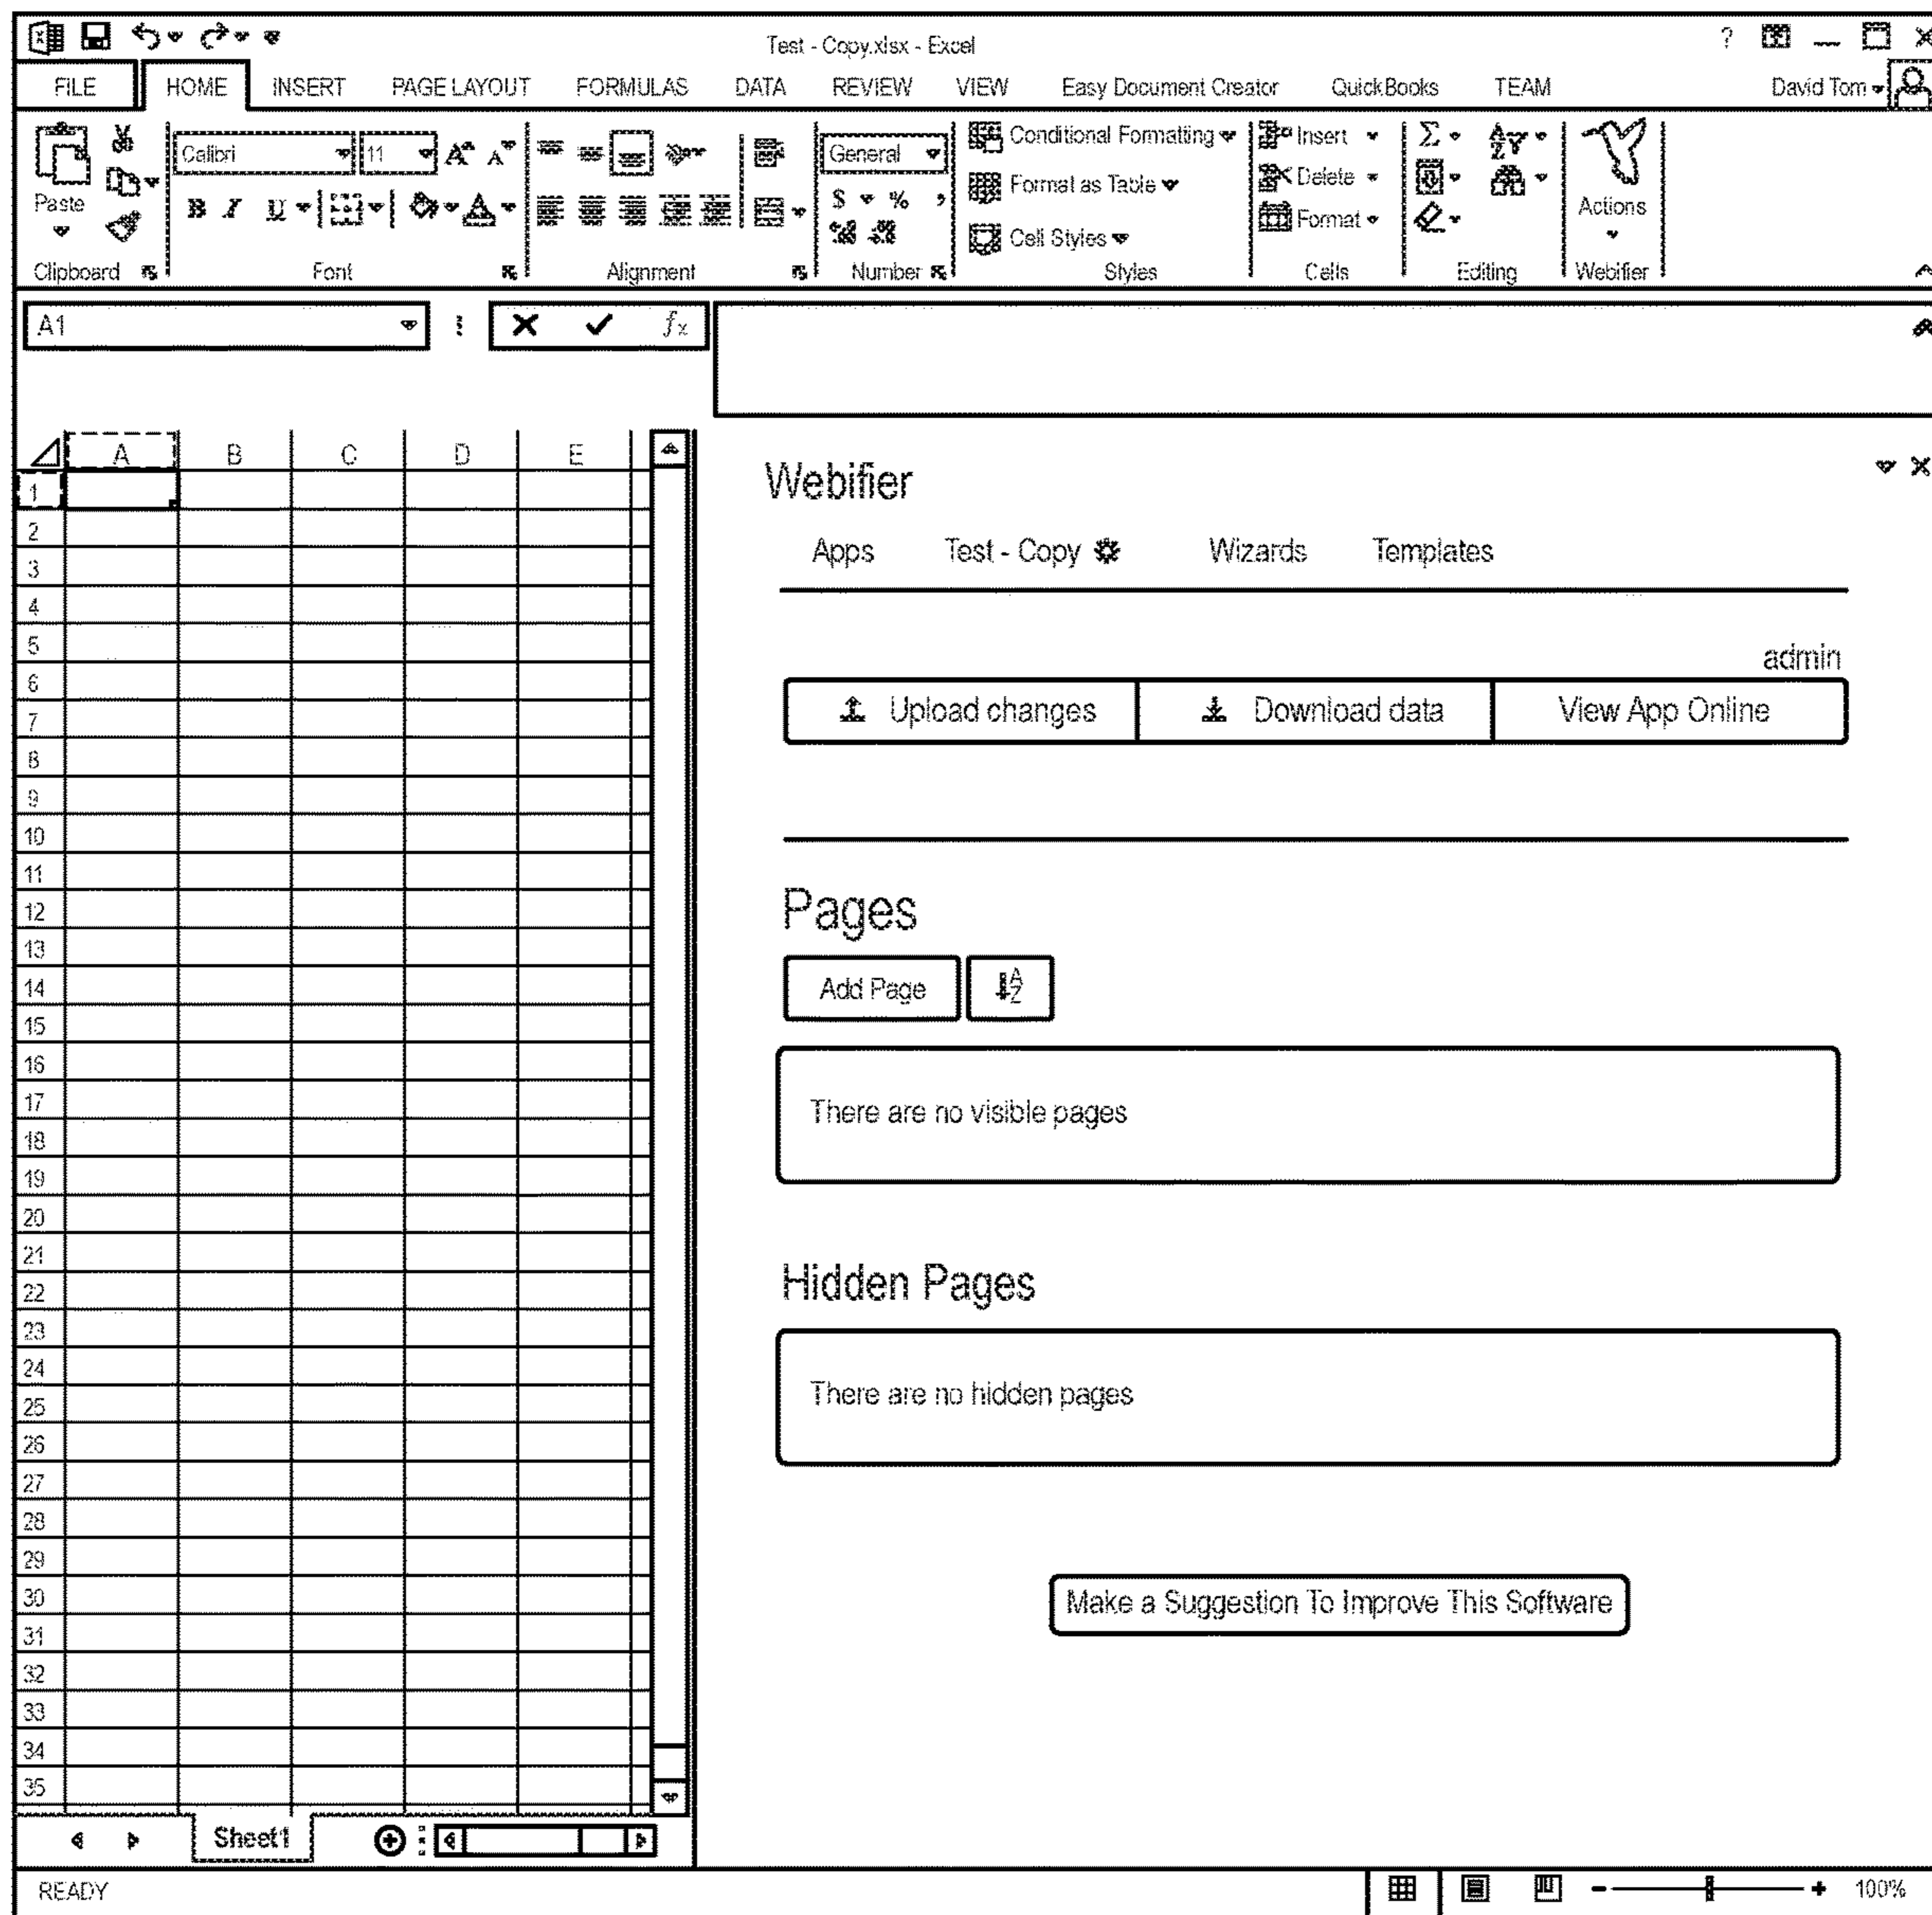 Test - Copy.xlsx - Excel
?
FILE HOME INSERT PAGE LAYOUT FORMULAS DATA REVIEW VIEW Easy Document Creator QuickBooks TEAM David Tom
Calibri 11 A A General Conditional Formatting Insert Σ A Z
Paste Format as Table Delete
B I U A $ % , Actions
Cell Styles Format
Clipboard Font Alignment Number Styles Cells Editing Webifier
A1 fx
A B C D E
Webifier
Apps Test - Copy Wizards Templates
admin
Upload changes Download data View App Online
Pages
Add Page A Z
There are no visible pages
Hidden Pages
There are no hidden pages
Make a Suggestion To Improve This Software
1
2
3
4
5
6
7
8
9
10
11
12
13
14
15
16
17
18
19
20
21
22
23
24
25
26
27
28
29
30
31
32
33
34
35
Sheet1
READY 100%